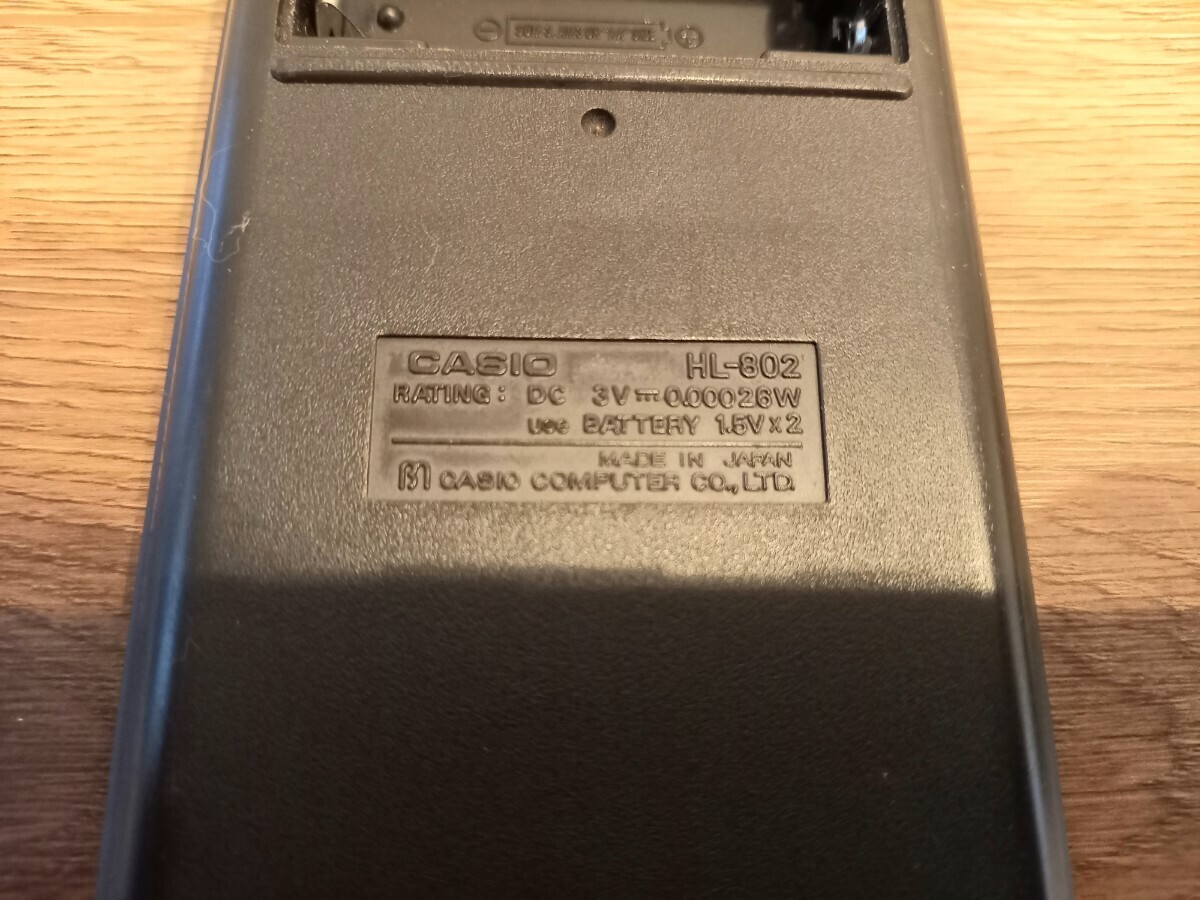 CASIO HL-802
RATING: DC 3V⎓0.00026W
USE BATTERY 1.5V x 2
MADE IN JAPAN
CASIO COMPUTER CO., LTD.